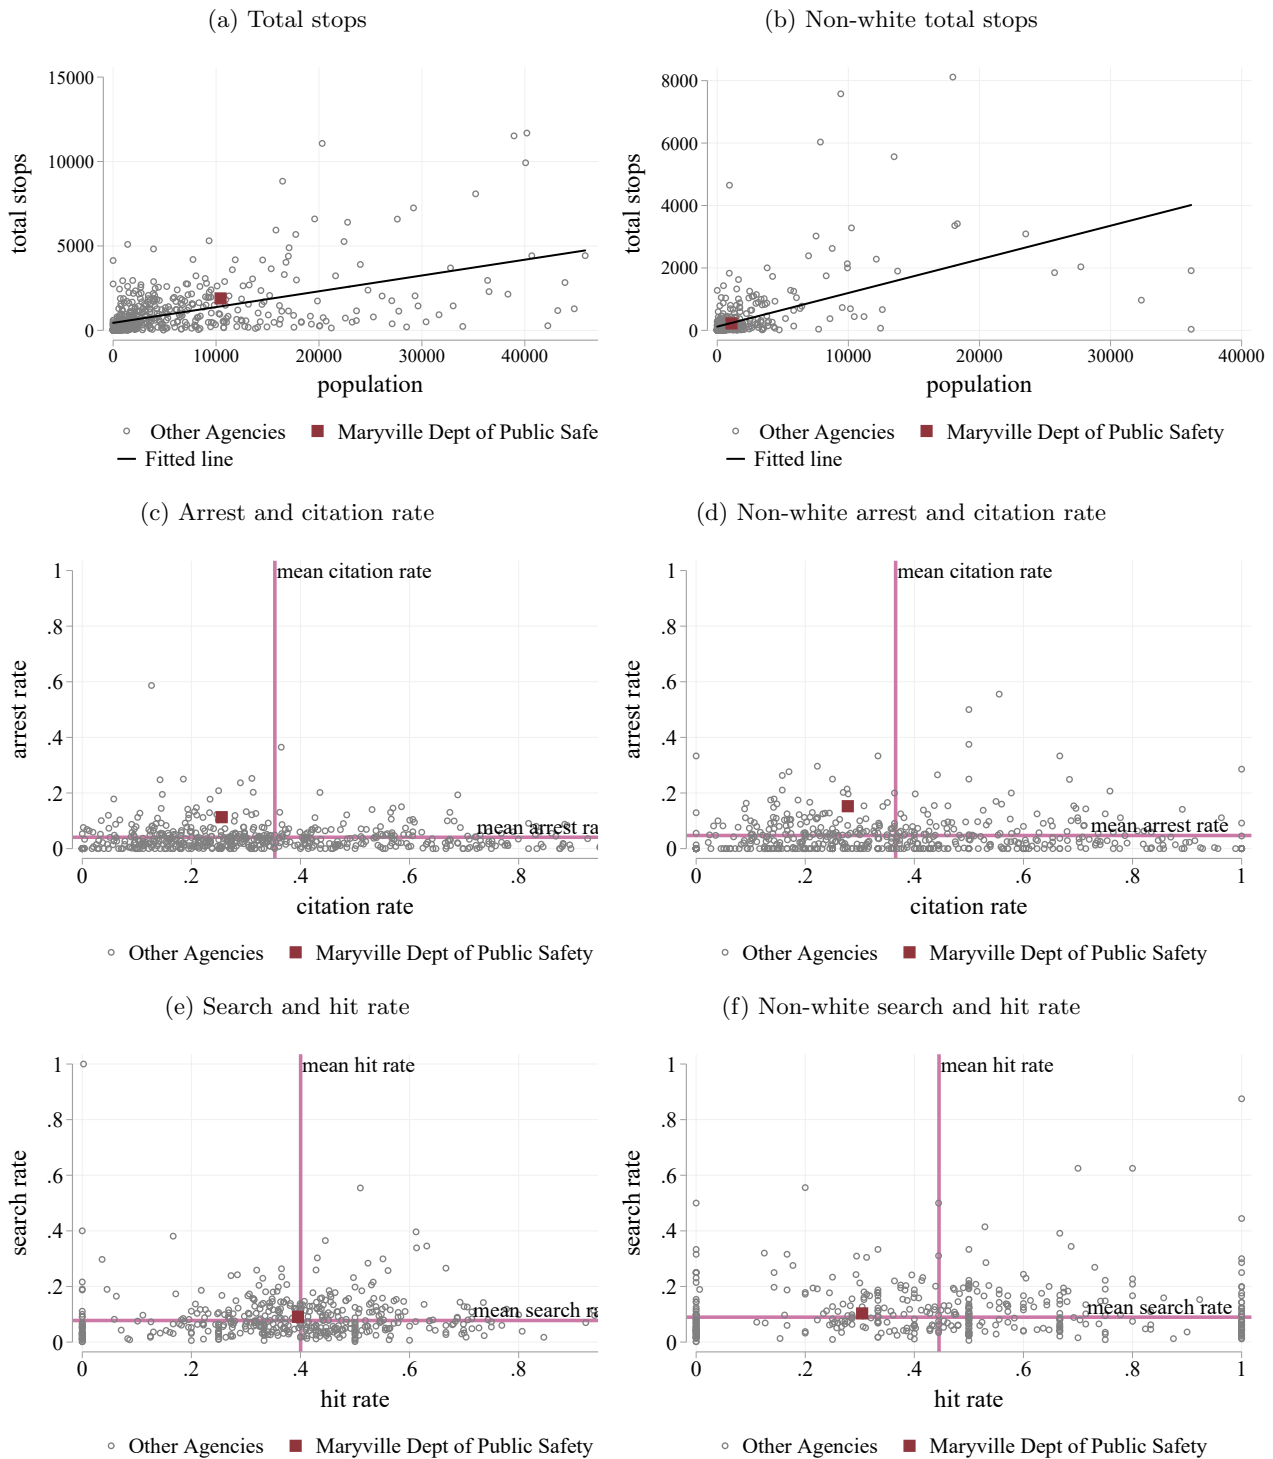 (a) Total stops
(b) Non-white total stops
total stops
15000
10000
5000
0
0 10000 20000 30000 40000
population
Other Agencies Maryville Dept of Public Safe
Fitted line
total stops
8000
6000
4000
2000
0
0 10000 20000 30000 40000
population
Other Agencies Maryville Dept of Public Safety
Fitted line
(c) Arrest and citation rate
(d) Non-white arrest and citation rate
arrest rate
1
.8
.6
.4
.2
0
mean citation rate
mean arrest ra
0 .2 .4 .6 .8
citation rate
Other Agencies Maryville Dept of Public Safety
arrest rate
1
.8
.6
.4
.2
0
mean citation rate
mean arrest rate
0 .2 .4 .6 .8 1
citation rate
Other Agencies Maryville Dept of Public Safety
(e) Search and hit rate
(f) Non-white search and hit rate
search rate
1
.8
.6
.4
.2
0
mean hit rate
mean search ra
0 .2 .4 .6 .8
hit rate
Other Agencies Maryville Dept of Public Safety
search rate
1
.8
.6
.4
.2
0
mean hit rate
mean search rate
0 .2 .4 .6 .8 1
hit rate
Other Agencies Maryville Dept of Public Safety